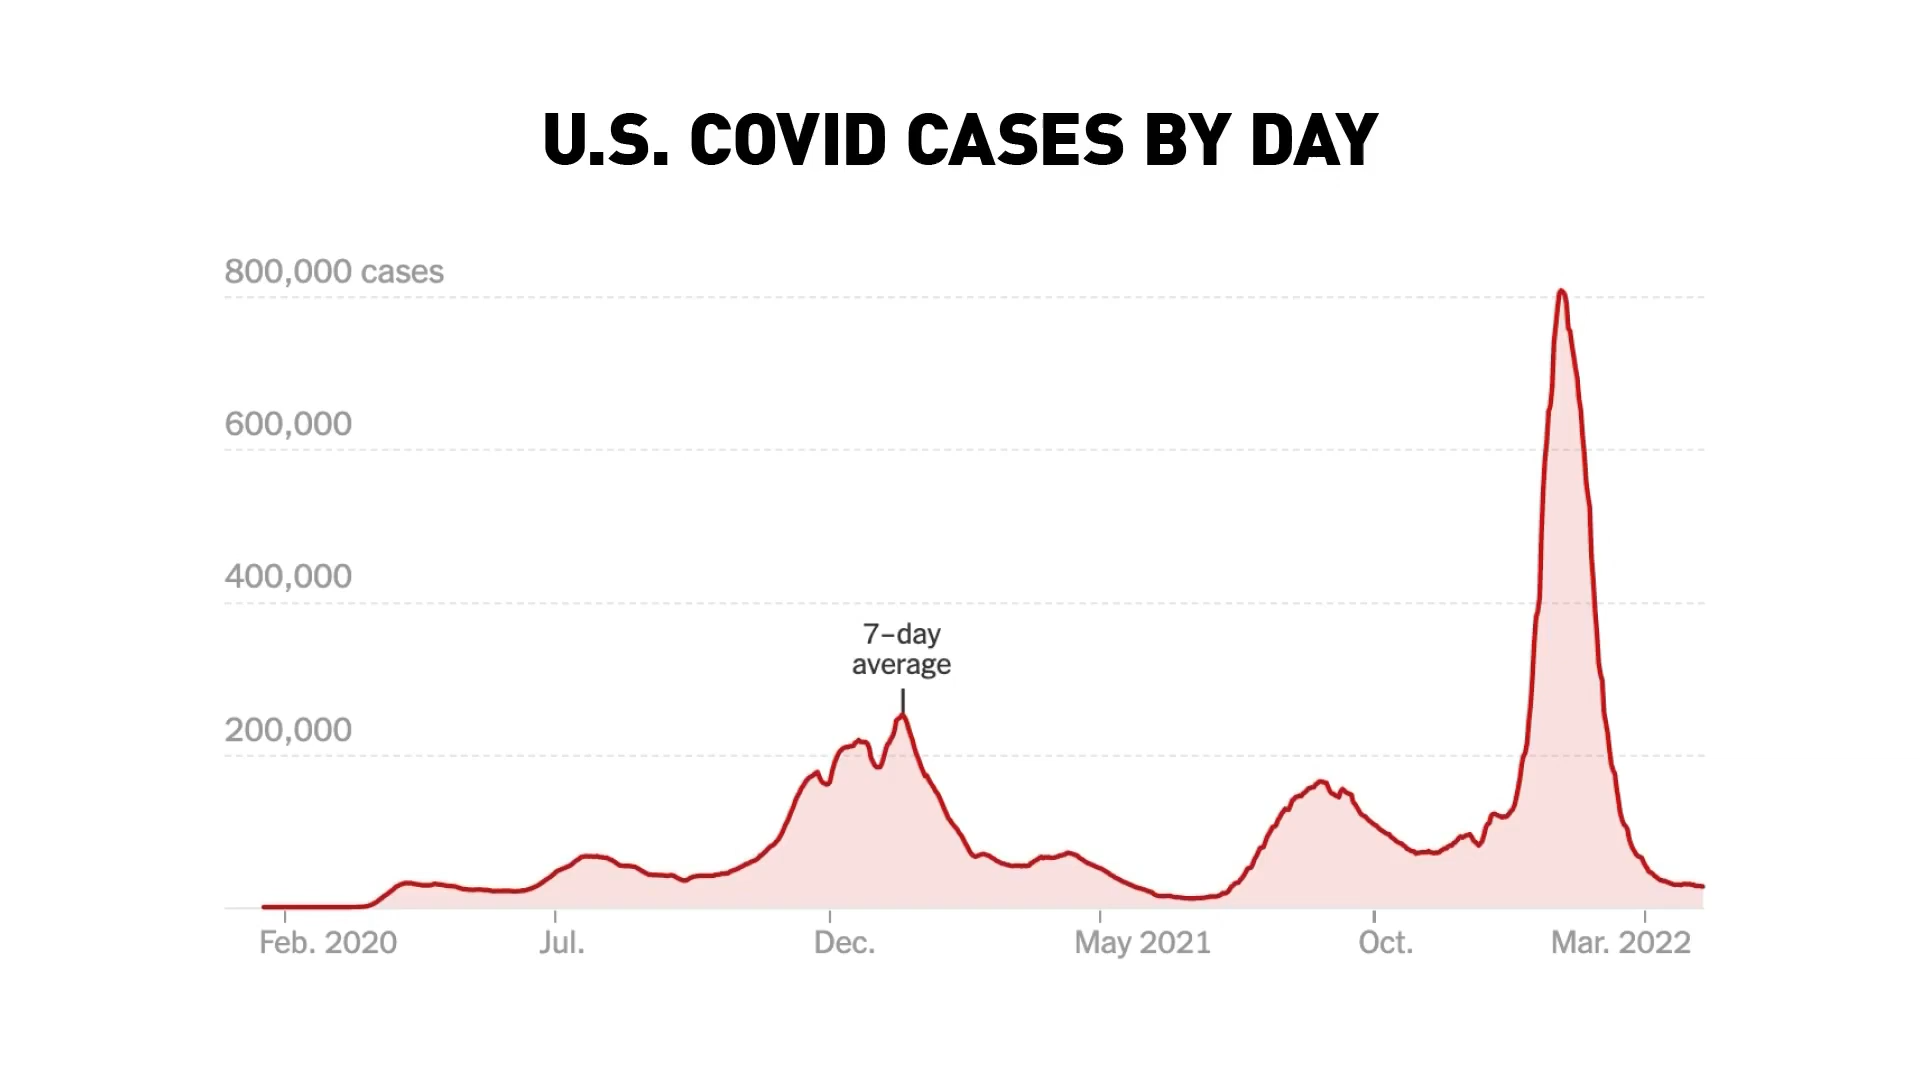 U.S. COVID CASES BY DAY
800,000 cases
600,000
400,000
7–day
average
200,000
Feb. 2020
Jul.
Dec.
May 2021
Oct.
Mar. 2022